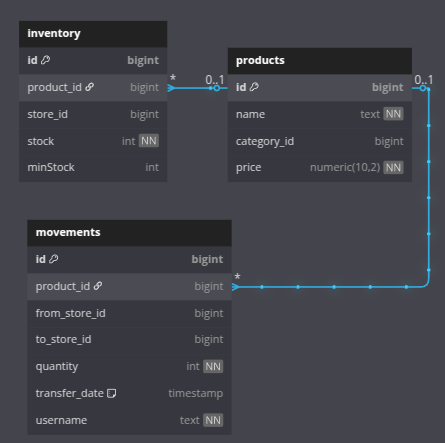 inventory
id bigint
product_id bigint
store_id bigint
stock int NN
minStock int
* 0..1
products
id bigint
name text NN
category_id bigint
price numeric(10,2) NN
0..1
movements
id bigint
product_id bigint
from_store_id bigint
to_store_id bigint
quantity int NN
transfer_date timestamp
username text NN
*